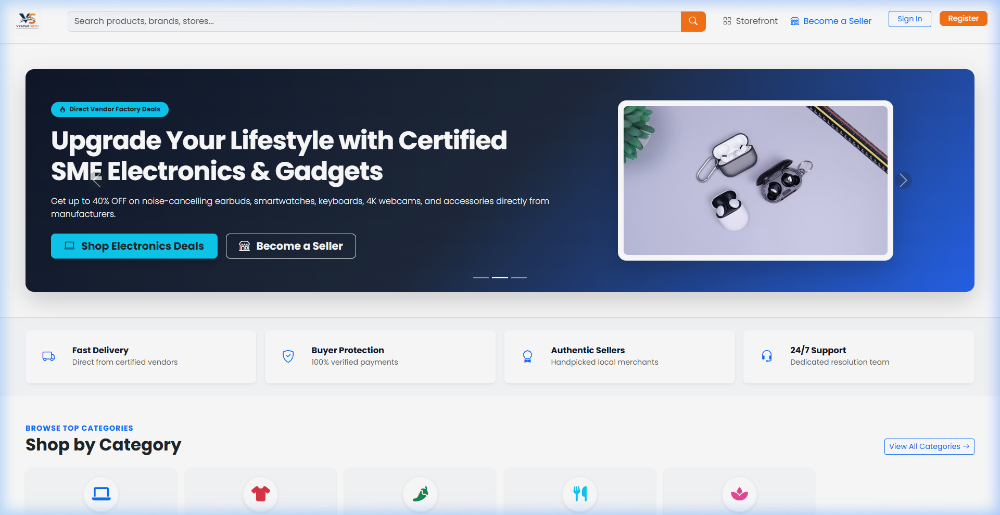 VS
VYAPAR SETU
Search products, brands, stores...
Storefront
Become a Seller
Sign In
Register
Direct Vendor Factory Deals
Upgrade Your Lifestyle with Certified
SME Electronics & Gadgets
Get up to 40% OFF on noise-cancelling earbuds, smartwatches, keyboards, 4K webcams, and accessories directly from
manufacturers.
Shop Electronics Deals
Become a Seller
Fast Delivery
Direct from certified vendors
Buyer Protection
100% verified payments
Authentic Sellers
Handpicked local merchants
24/7 Support
Dedicated resolution team
BROWSE TOP CATEGORIES
Shop by Category
View All Categories →